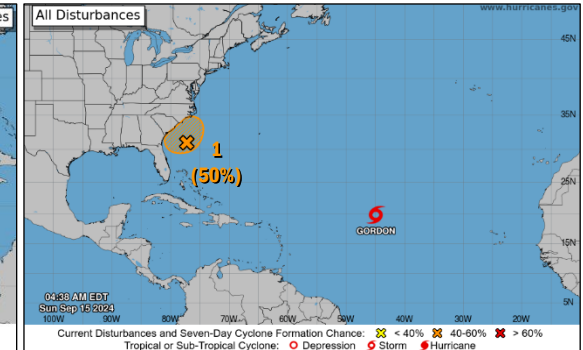 es
All Disturbances
www.hurricanes.gov
45N
35N
1
(50%)
25N
GORDON
15N
04:38 AM EDT
Sun Sep 15 2024
5N
100W 90W 80W 70W 60W 50W 40W 30W 20W
Current Disturbances and Seven-Day Cyclone Formation Chance: < 40% 40-60% > 60%
Tropical or Sub-Tropical Cyclone: Depression Storm Hurricane